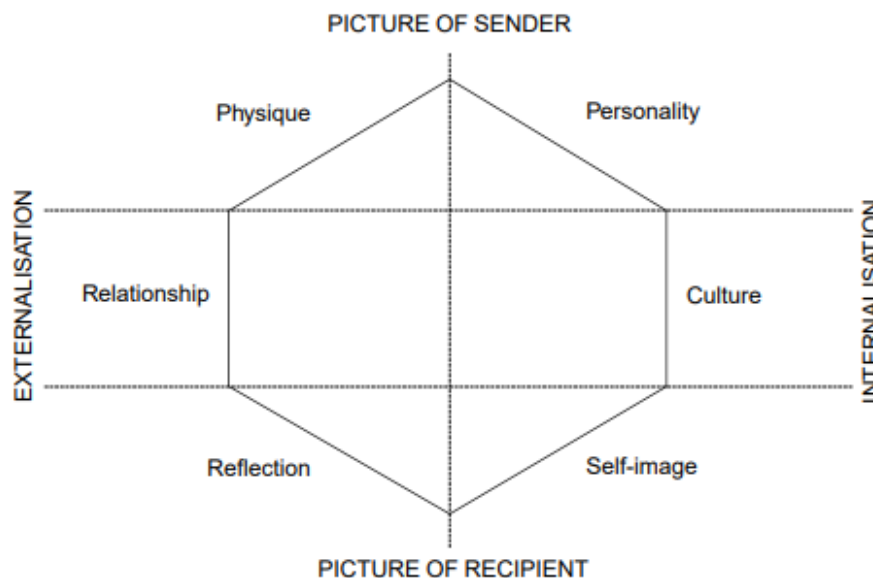 PICTURE OF SENDER
Physique
Personality
EXTERNALISATION
INTERNALISATION
Relationship
Culture
Reflection
Self-image
PICTURE OF RECIPIENT